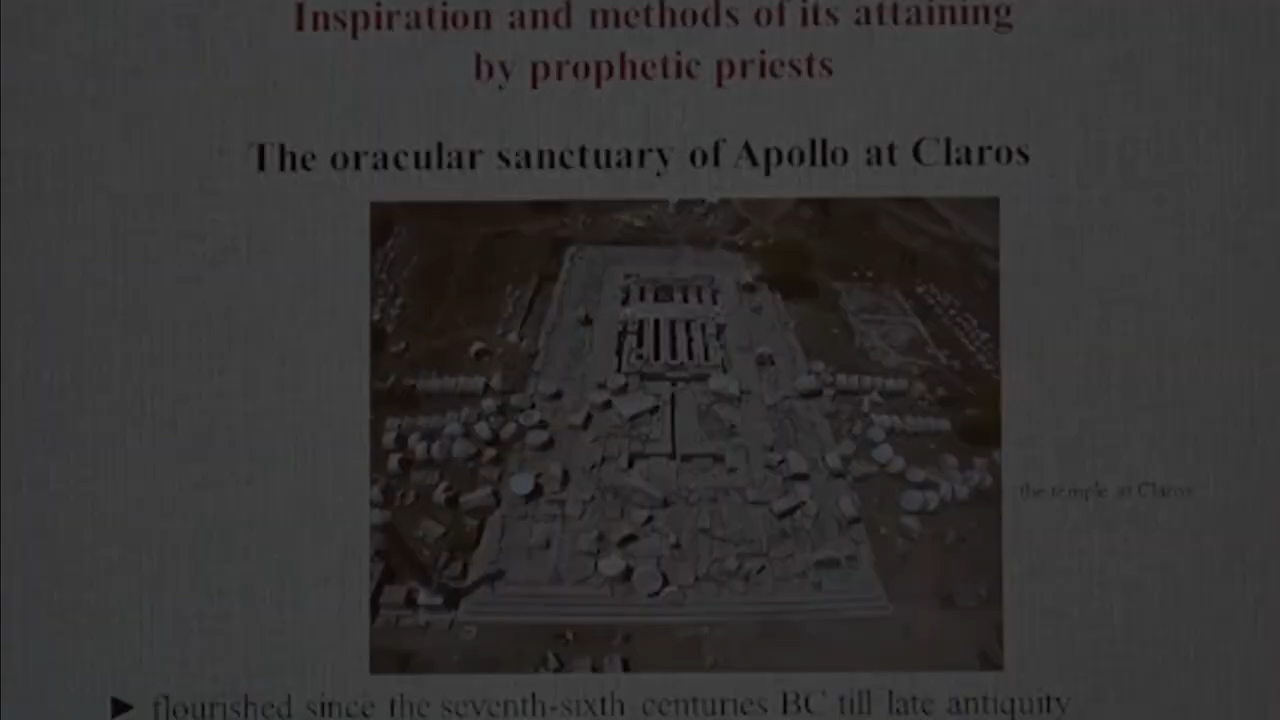 Inspiration and methods of its attaining
by prophetic priests
The oracular sanctuary of Apollo at Claros
the temple at Claros
► flourished since the seventh-sixth centuries BC till late antiquity